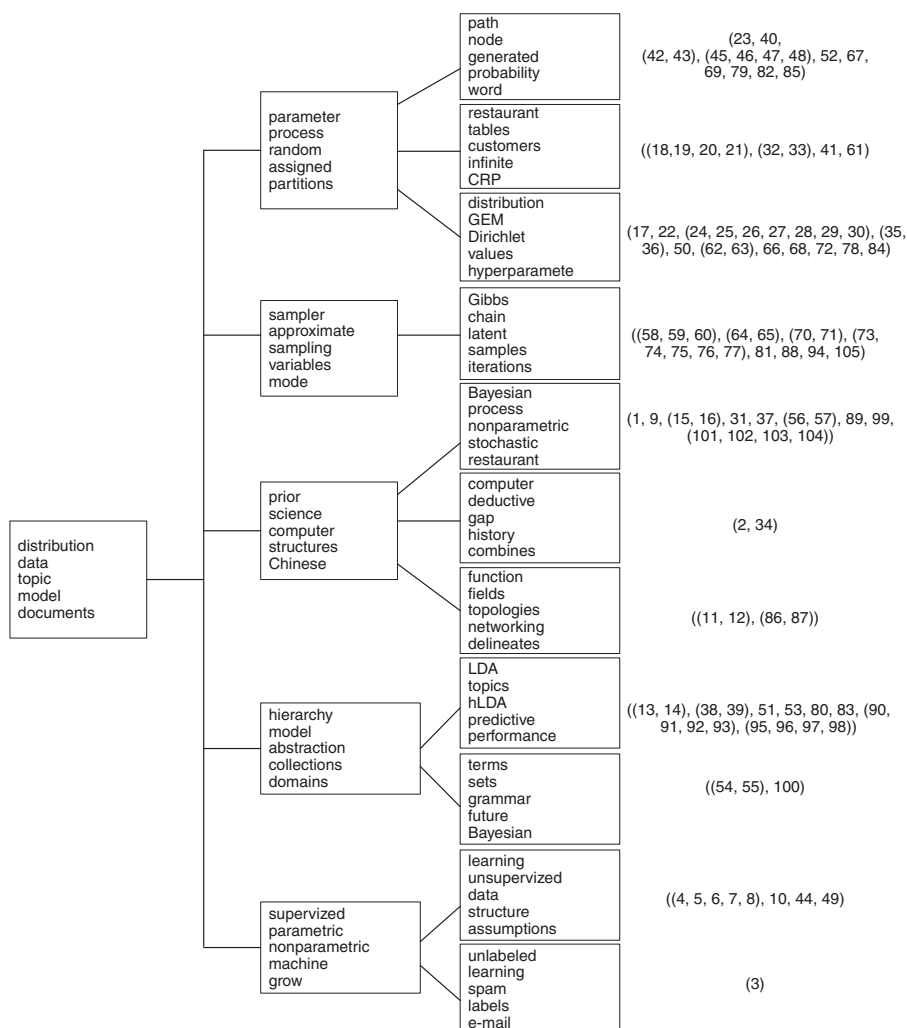 path
node
generated
probability
word
(23, 40,
(42, 43), (45, 46, 47, 48), 52, 67,
69, 79, 82, 85)
parameter
process
random
assigned
partitions
restaurant
tables
customers
infinite
CRP
((18,19, 20, 21), (32, 33), 41, 61)
distribution
GEM
Dirichlet
values
hyperparamete
(17, 22, (24, 25, 26, 27, 28, 29, 30), (35,
36), 50, (62, 63), 66, 68, 72, 78, 84)
sampler
approximate
sampling
variables
mode
Gibbs
chain
latent
samples
iterations
((58, 59, 60), (64, 65), (70, 71), (73,
74, 75, 76, 77), 81, 88, 94, 105)
Bayesian
process
nonparametric
stochastic
restaurant
(1, 9, (15, 16), 31, 37, (56, 57), 89, 99,
(101, 102, 103, 104))
distribution
data
topic
model
documents
prior
science
computer
structures
Chinese
computer
deductive
gap
history
combines
(2, 34)
function
fields
topologies
networking
delineates
((11, 12), (86, 87))
hierarchy
model
abstraction
collections
domains
LDA
topics
hLDA
predictive
performance
((13, 14), (38, 39), 51, 53, 80, 83, (90,
91, 92, 93), (95, 96, 97, 98))
terms
sets
grammar
future
Bayesian
((54, 55), 100)
supervized
parametric
nonparametric
machine
grow
learning
unsupervized
data
structure
assumptions
((4, 5, 6, 7, 8), 10, 44, 49)
unlabeled
learning
spam
labels
e-mail
(3)